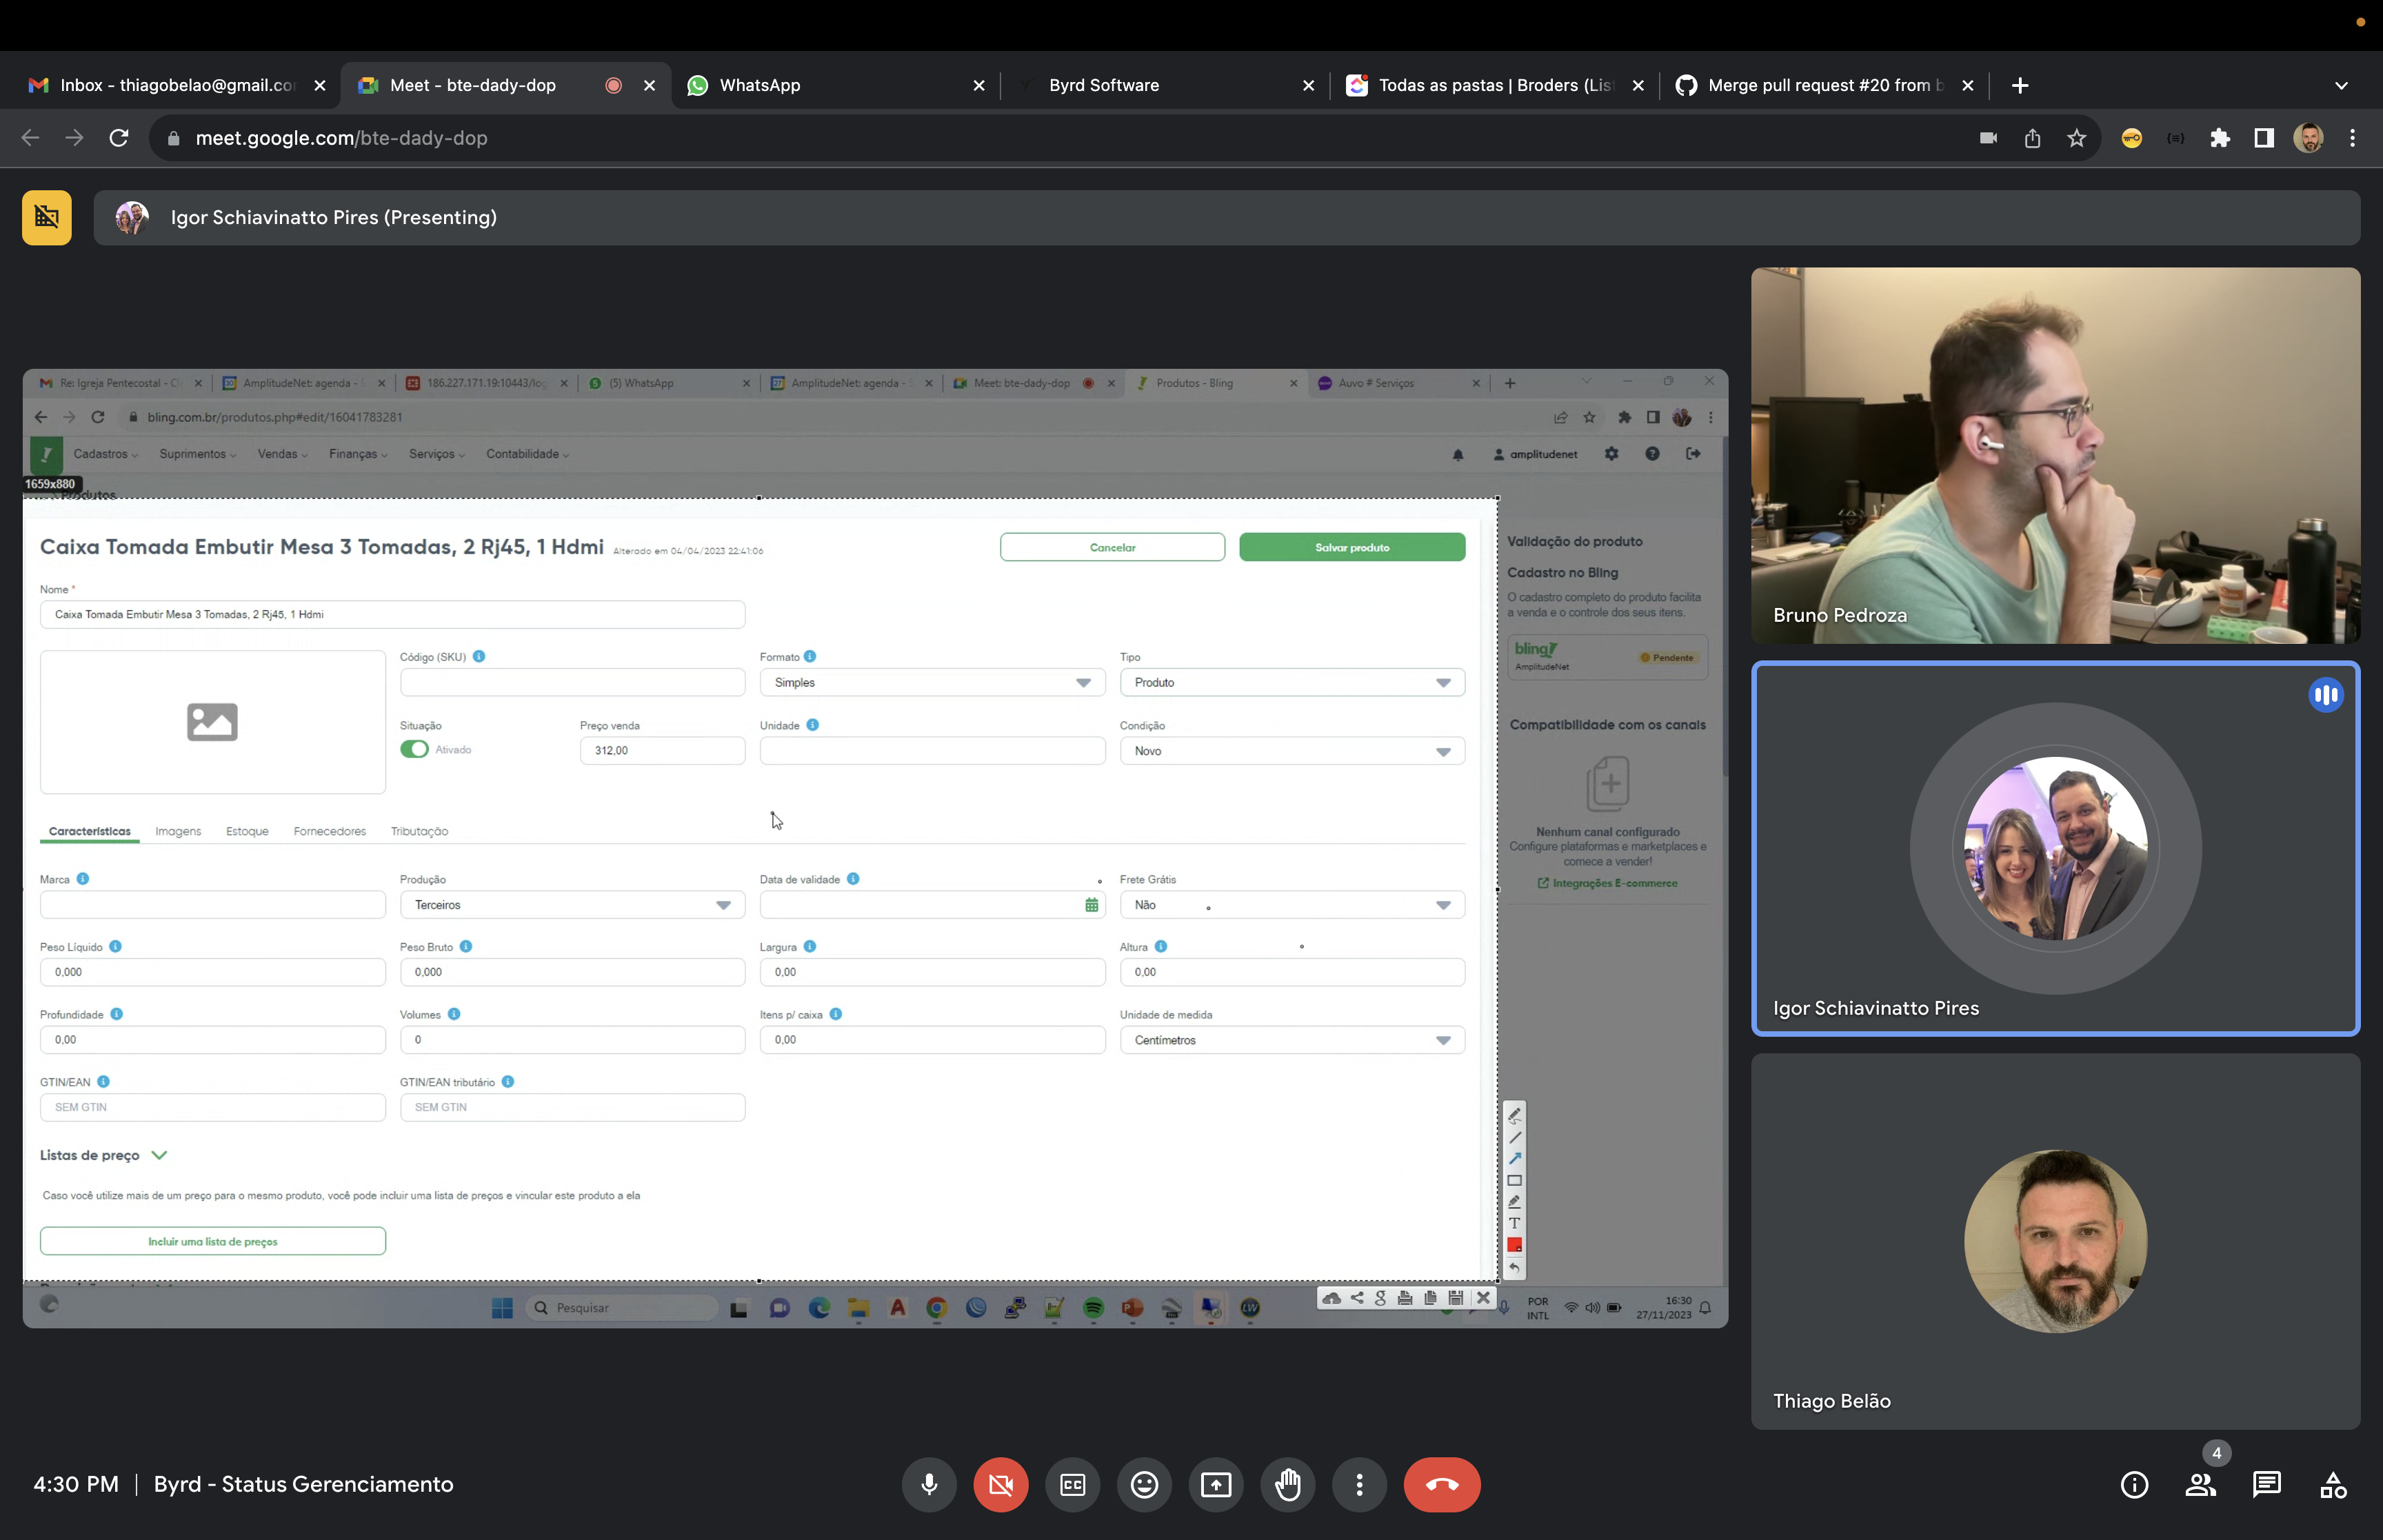 Inbox - thiagobelao@gmail.co
Meet - bte-dady-dop
WhatsApp
Byrd Software
Todas as pastas | Broders (Lis
Merge pull request #20 from b
meet.google.com/bte-dady-dop
Igor Schiavinatto Pires (Presenting)
Re: Igreja Pentecostal - C
AmplitudeNet: agenda -
186.227.171.19:10443/log
(5) WhatsApp
AmplitudeNet: agenda -
Meet: bte-dady-dop
Produtos - Bling
Auvo # Serviços
bling.com.br/produtos.php#edit/16041783281
Cadastros
Suprimentos
Vendas
Finanças
Serviços
Contabilidade
amplitudenet
1659x880
Produtos
Caixa Tomada Embutir Mesa 3 Tomadas, 2 Rj45, 1 Hdmi
Alterado em 04/04/2023 22:41:06
Cancelar
Salvar produto
Nome *
Caixa Tomada Embutir Mesa 3 Tomadas, 2 Rj45, 1 Hdmi
Código (SKU)
Formato
Tipo
Simples
Produto
Situação
Preço venda
Unidade
Condição
Ativado
312,00
Novo
Características
Imagens
Estoque
Fornecedores
Tributação
Marca
Produção
Data de validade
Frete Grátis
Terceiros
Não
Peso Líquido
Peso Bruto
Largura
Altura
0,000
0,000
0,00
0,00
Profundidade
Volumes
Itens p/ caixa
Unidade de medida
0,00
0
0,00
Centímetros
GTIN/EAN
GTIN/EAN tributário
SEM GTIN
SEM GTIN
Listas de preço
Caso você utilize mais de um preço para o mesmo produto, você pode incluir uma lista de preços e vincular este produto a ela
Incluir uma lista de preços
Validação do produto
Cadastro no Bling
O cadastro completo do produto facilita
a venda e o controle dos seus itens.
bling
AmplitudeNet
Pendente
Compatibilidade com os canais
Nenhum canal configurado
Configure plataformas e marketplaces e
comece a vender!
Integrações E-commerce
Pesquisar
POR
INTL
16:30
27/11/2023
Bruno Pedroza
Igor Schiavinatto Pires
Thiago Belão
4:30 PM
Byrd - Status Gerenciamento
4